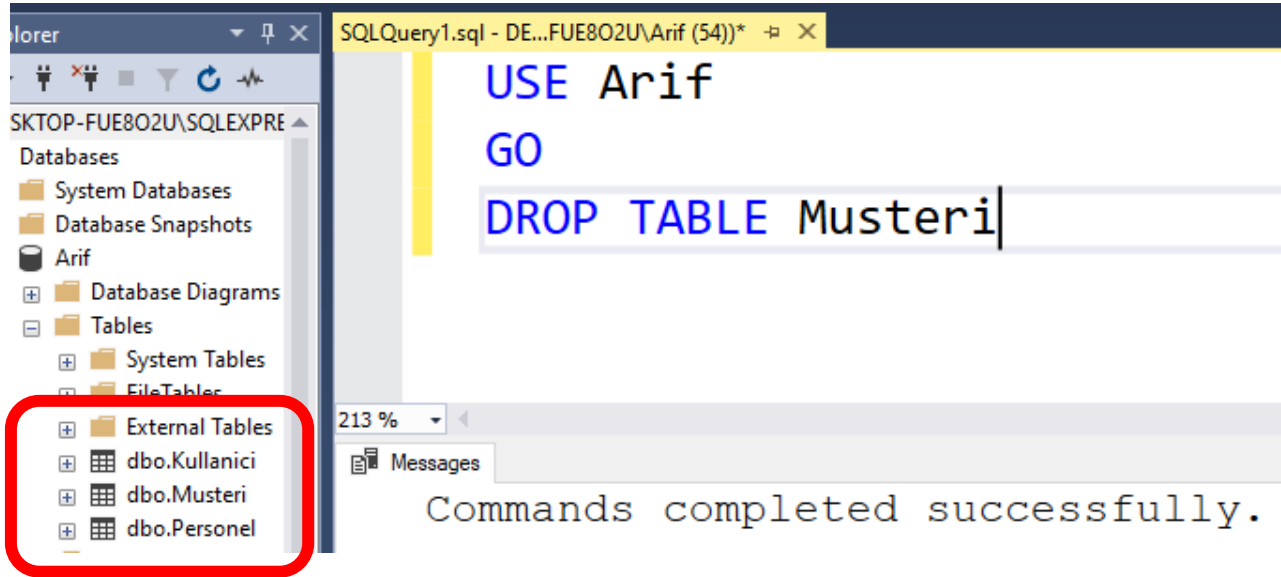 lorer
SKTOP-FUE8O2U\SQLEXPRE
Databases
System Databases
Database Snapshots
Arif
Database Diagrams
Tables
System Tables
FileTables
External Tables
dbo.Kullanici
dbo.Musteri
dbo.Personel
SQLQuery1.sql - DE...FUE8O2U\Arif (54))*
USE Arif
GO
DROP TABLE Musteri
213 %
Messages
Commands completed successfully.